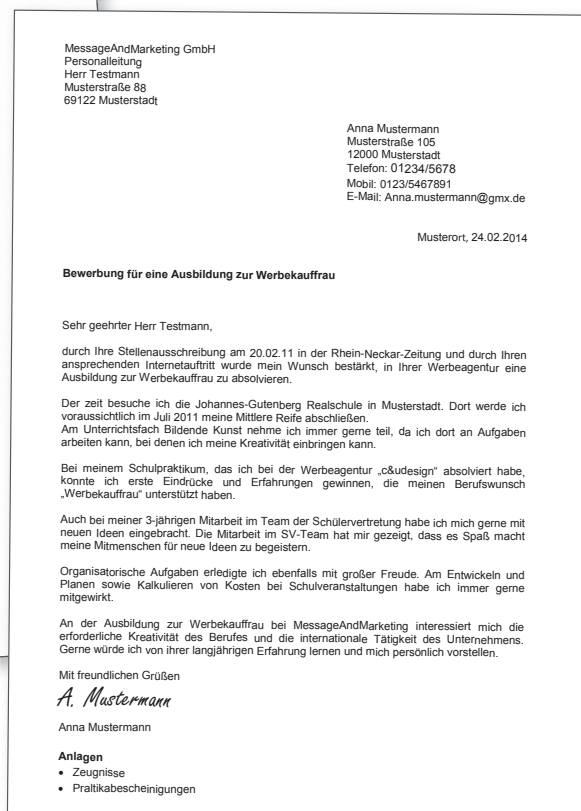 MessageAndMarketing GmbH
Personalleitung
Herr Testmann
Musterstraße 88
69122 Musterstadt
Anna Mustermann
Musterstraße 105
12000 Musterstadt
Telefon: 01234/5678
Mobil: 0123/5467891
E-Mail: Anna.mustermann@gmx.de
Musterort, 24.02.2014
Bewerbung für eine Ausbildung zur Werbekauffrau
Sehr geehrter Herr Testmann,
durch Ihre Stellenausschreibung am 20.02.11 in der Rhein-Neckar-Zeitung und durch Ihren
ansprechenden Internetauftritt wurde mein Wunsch bestärkt, in Ihrer Werbeagentur eine
Ausbildung zur Werbekauffrau zu absolvieren.
Der zeit besuche ich die Johannes-Gutenberg Realschule in Musterstadt. Dort werde ich
voraussichtlich im Juli 2011 meine Mittlere Reife abschließen.
Am Unterrichtsfach Bildende Kunst nehme ich immer gerne teil, da ich dort an Aufgaben
arbeiten kann, bei denen ich meine Kreativität einbringen kann.
Bei meinem Schulpraktikum, das ich bei der Werbeagentur „c&udesign“ absolviert habe,
konnte ich erste Eindrücke und Erfahrungen gewinnen, die meinen Berufswunsch
„Werbekauffrau“ unterstützt haben.
Auch bei meiner 3-jährigen Mitarbeit im Team der Schülervertretung habe ich mich gerne mit
neuen Ideen eingebracht. Die Mitarbeit im SV-Team hat mir gezeigt, dass es Spaß macht
meine Mitmenschen für neue Ideen zu begeistern.
Organisatorische Aufgaben erledigte ich ebenfalls mit großer Freude. Am Entwickeln und
Planen sowie Kalkulieren von Kosten bei Schulveranstaltungen habe ich immer gerne
mitgewirkt.
An der Ausbildung zur Werbekauffrau bei MessageAndMarketing interessiert mich die
erforderliche Kreativität des Berufes und die internationale Tätigkeit des Unternehmens.
Gerne würde ich von ihrer langjährigen Erfahrung lernen und mich persönlich vorstellen.
Mit freundlichen Grüßen
A. Mustermann
Anna Mustermann
Anlagen
• Zeugnisse
• Praltikabescheinigungen